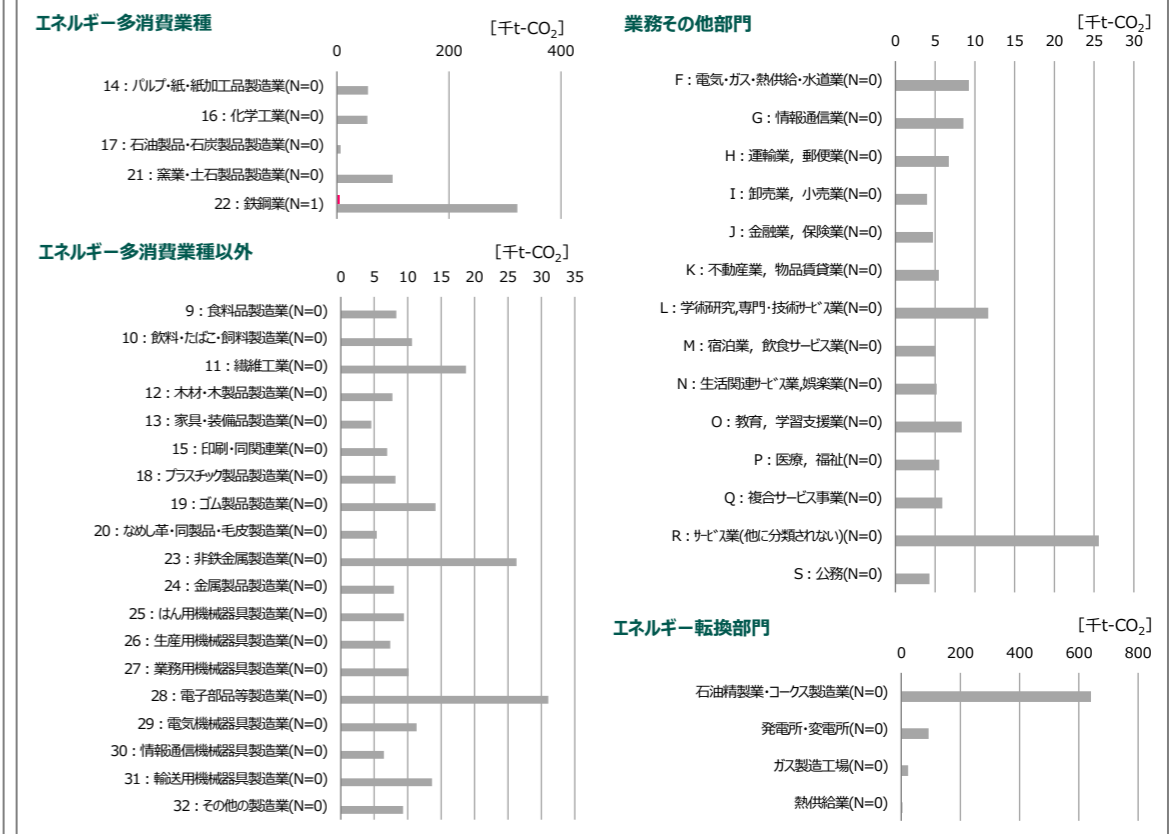 エネルギー多消費業種
[千t-CO₂]
0 200 400
14：パルプ・紙・紙加工品製造業(N=0)
16：化学工業(N=0)
17：石油製品・石炭製品製造業(N=0)
21：窯業・土石製品製造業(N=0)
22：鉄鋼業(N=1)
エネルギー多消費業種以外
[千t-CO₂]
0 5 10 15 20 25 30 35
9：食料品製造業(N=0)
10：飲料・たばこ・飼料製造業(N=0)
11：繊維工業(N=0)
12：木材・木製品製造業(N=0)
13：家具・装備品製造業(N=0)
15：印刷・同関連業(N=0)
18：プラスチック製品製造業(N=0)
19：ゴム製品製造業(N=0)
20：なめし革・同製品・毛皮製造業(N=0)
23：非鉄金属製造業(N=0)
24：金属製品製造業(N=0)
25：はん用機械器具製造業(N=0)
26：生産用機械器具製造業(N=0)
27：業務用機械器具製造業(N=0)
28：電子部品等製造業(N=0)
29：電気機械器具製造業(N=0)
30：情報通信機械器具製造業(N=0)
31：輸送用機械器具製造業(N=0)
32：その他の製造業(N=0)
業務その他部門
[千t-CO₂]
0 5 10 15 20 25 30
F：電気・ガス・熱供給・水道業(N=0)
G：情報通信業(N=0)
H：運輸業，郵便業(N=0)
I：卸売業，小売業(N=0)
J：金融業，保険業(N=0)
K：不動産業，物品賃貸業(N=0)
L：学術研究,専門・技術サービス業(N=0)
M：宿泊業，飲食サービス業(N=0)
N：生活関連サービス業,娯楽業(N=0)
O：教育，学習支援業(N=0)
P：医療，福祉(N=0)
Q：複合サービス事業(N=0)
R：サービス業(他に分類されない)(N=0)
S：公務(N=0)
エネルギー転換部門
[千t-CO₂]
0 200 400 600 800
石油精製業・コークス製造業(N=0)
発電所・変電所(N=0)
ガス製造工場(N=0)
熱供給業(N=0)